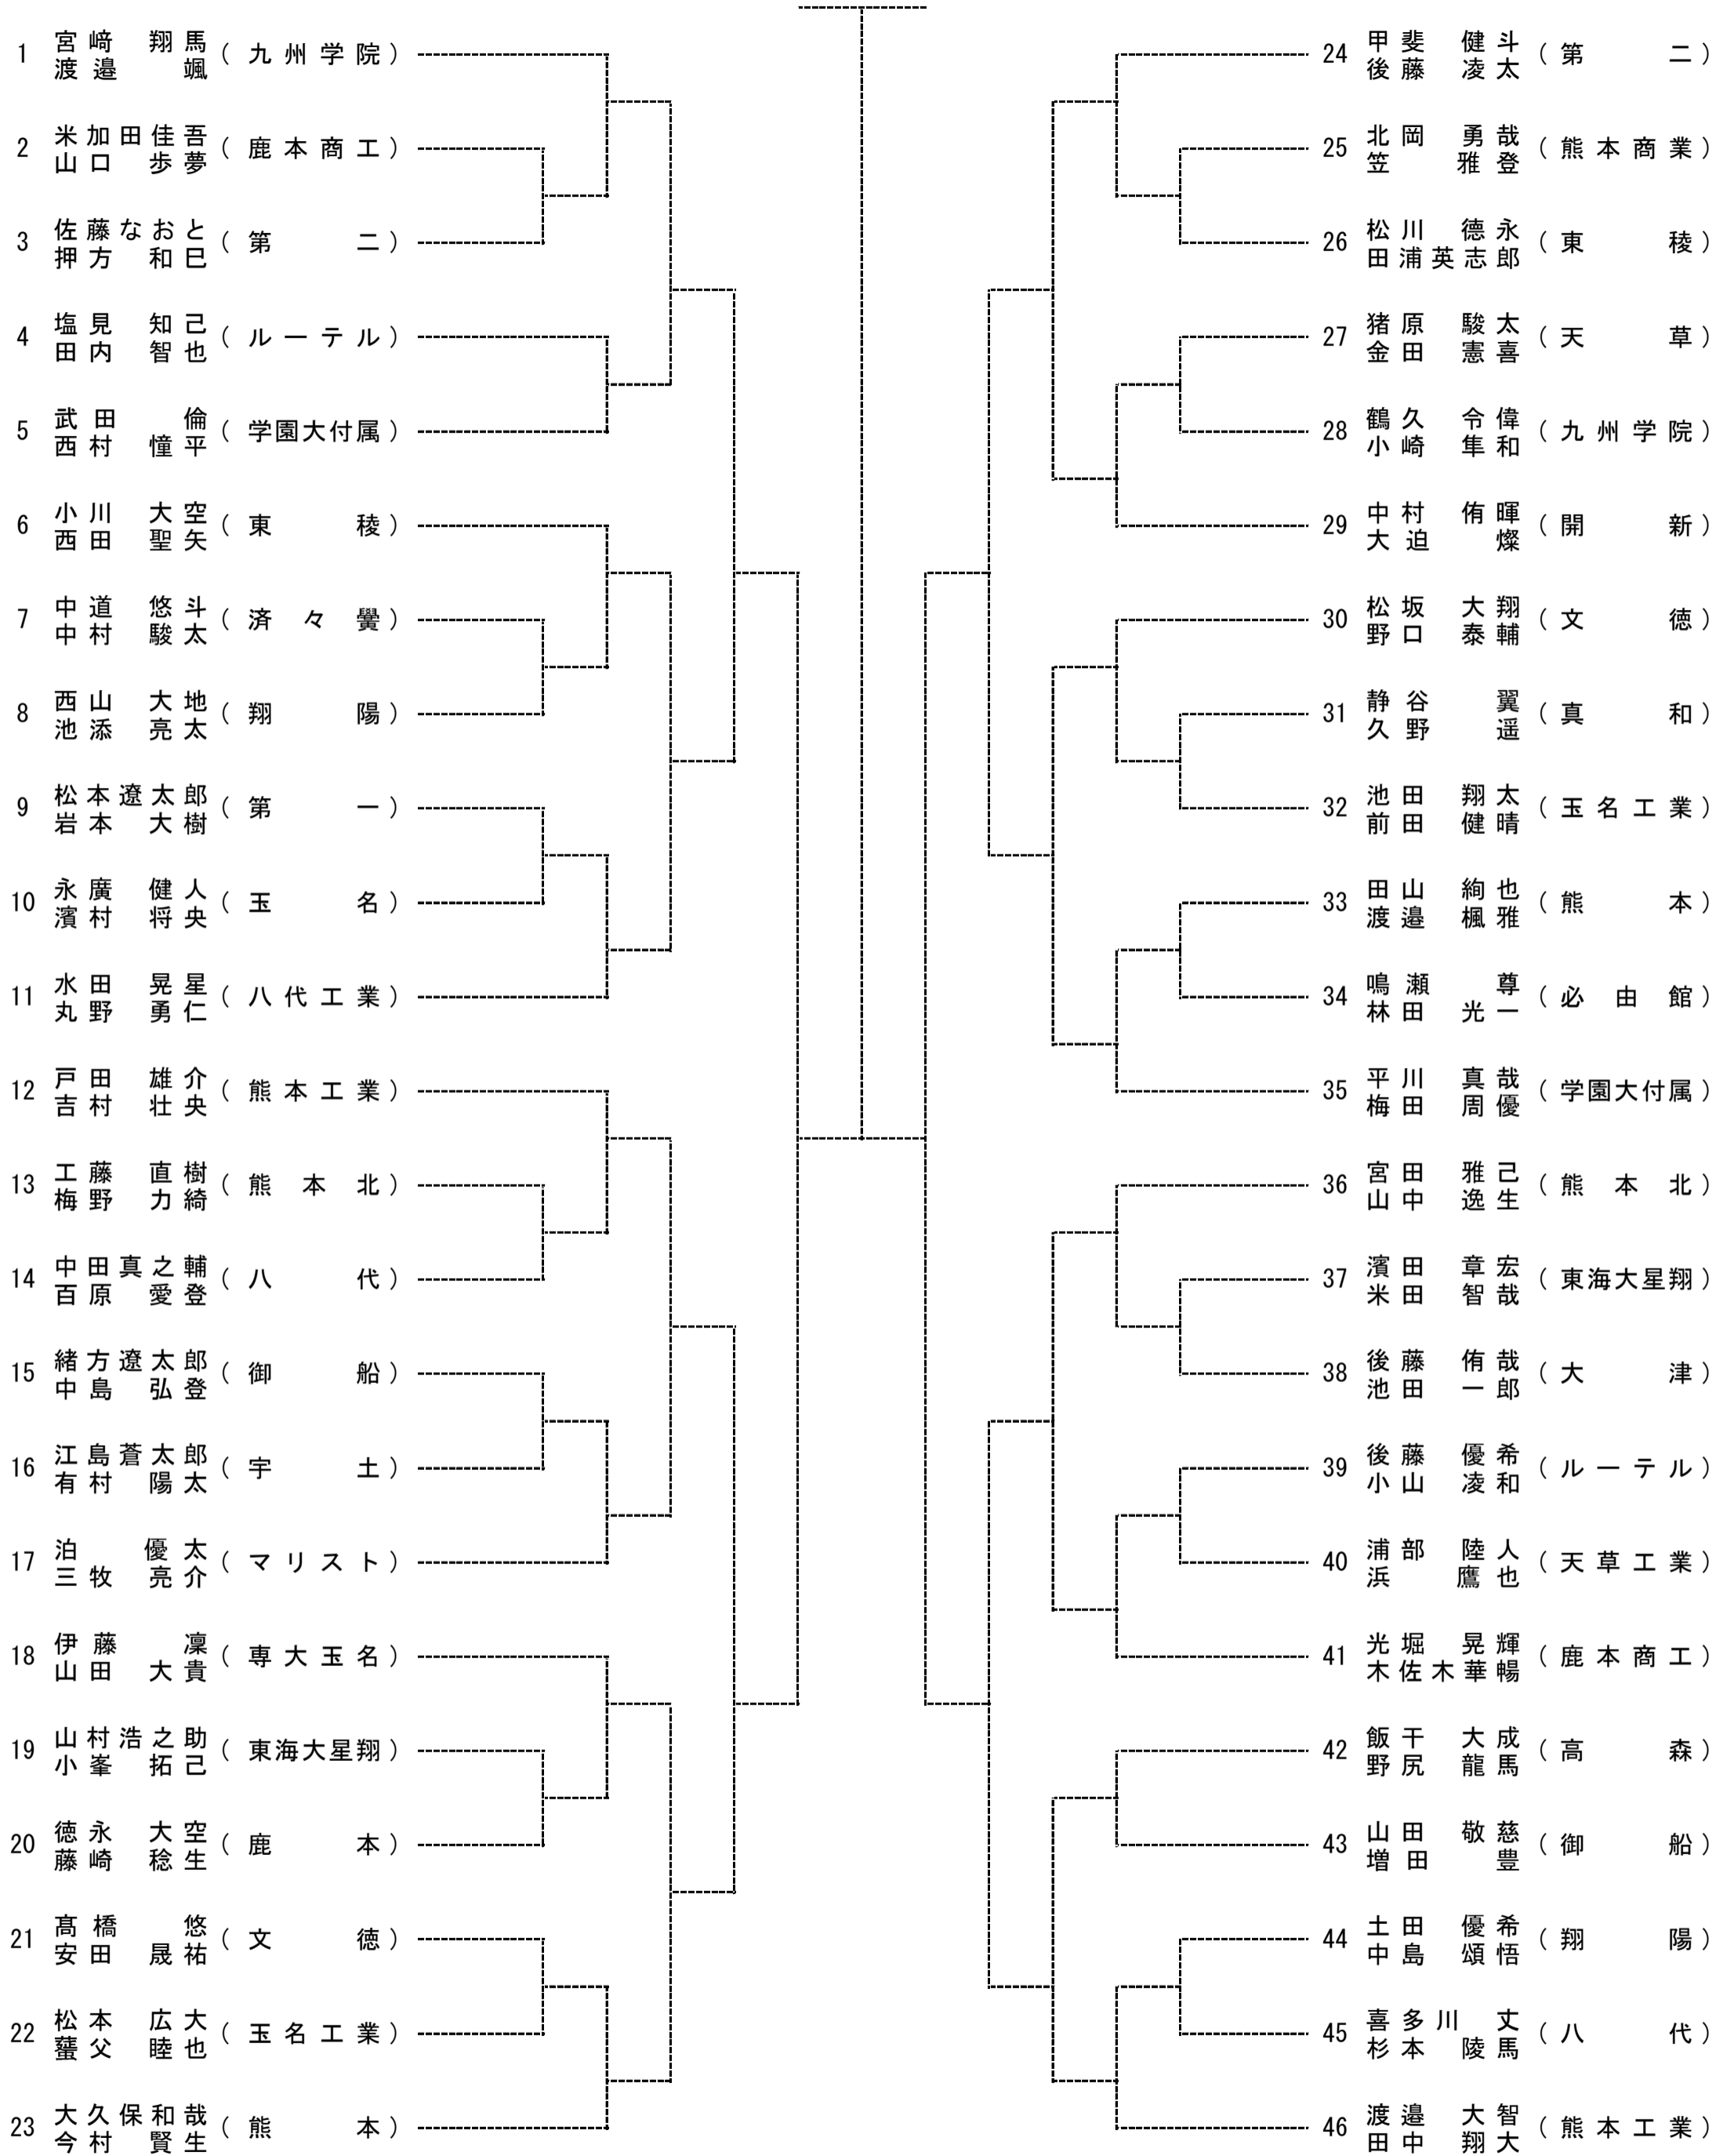 1 宮﨑 翔馬 (九州学院)
渡邉 颯
2 米加田佳吾 (鹿本商工)
山口 歩夢
3 佐藤なおと (第二)
押方 和巳
4 塩見 知己 (ルーテル)
田内 智也
5 武田 倫 (学園大付属)
西村 憧平
6 小川 大空 (東稜)
西田 聖矢
7 中道 悠斗 (済々黌)
中村 駿太
8 西山 大地 (翔陽)
池添 亮太
9 松本遼太郎 (第一)
岩本 大樹
10 永廣 健人 (玉名)
濱村 将央
11 水田 晃星 (八代工業)
丸野 勇仁
12 戸田 雄介 (熊本工業)
吉村 壮央
13 工藤 直樹 (熊本北)
梅野 力綺
14 中田真之輔 (八代)
百原 愛登
15 緒方遼太郎 (御船)
中島 弘登
16 江島蒼太郎 (宇土)
有村 陽太
17 泊 優太 (マリスト)
三牧 亮介
18 伊藤 凜 (専大玉名)
山田 大貴
19 山村浩之助 (東海大星翔)
小峯 拓己
20 徳永 大空 (鹿本)
藤崎 稔生
21 髙橋 悠 (文徳)
安田 晟祐
22 松本 広大 (玉名工業)
父 睦也
23 大久保和哉 (熊本)
今村 賢生
24 甲斐 健斗 (第二)
後藤 凌太
25 北岡 勇哉 (熊本商業)
笠 雅登
26 松川 德永 (東稜)
田浦英志郎
27 猪原 駿太 (天草)
金田 憲喜
28 鶴久 令偉 (九州学院)
小崎 隼和
29 中村 侑暉 (開新)
大迫 燦
30 松坂 大翔 (文徳)
野口 泰輔
31 静谷 翼 (真和)
久野 遥
32 池田 翔太 (玉名工業)
前田 健晴
33 田山 絢也 (熊本)
渡邉 楓雅
34 鳴瀬 尊 (必由館)
林田 光一
35 平川 真哉 (学園大付属)
梅田 周優
36 宮田 雅己 (熊本北)
山中 逸生
37 濱田 章宏 (東海大星翔)
米田 智哉
38 後藤 侑哉 (大津)
池田 一郎
39 後藤 優希 (ルーテル)
小山 凌和
40 浦部 陸人 (天草工業)
浜 鷹也
41 光堀 晃輝 (鹿本商工)
木佐木華暢
42 飯干 大成 (高森)
野尻 龍馬
43 山田 敬慈 (御船)
増田 豊
44 土田 優希 (翔陽)
中島 頌悟
45 喜多川 丈 (八代)
杉本 陵馬
46 渡邉 大智 (熊本工業)
田中 翔大